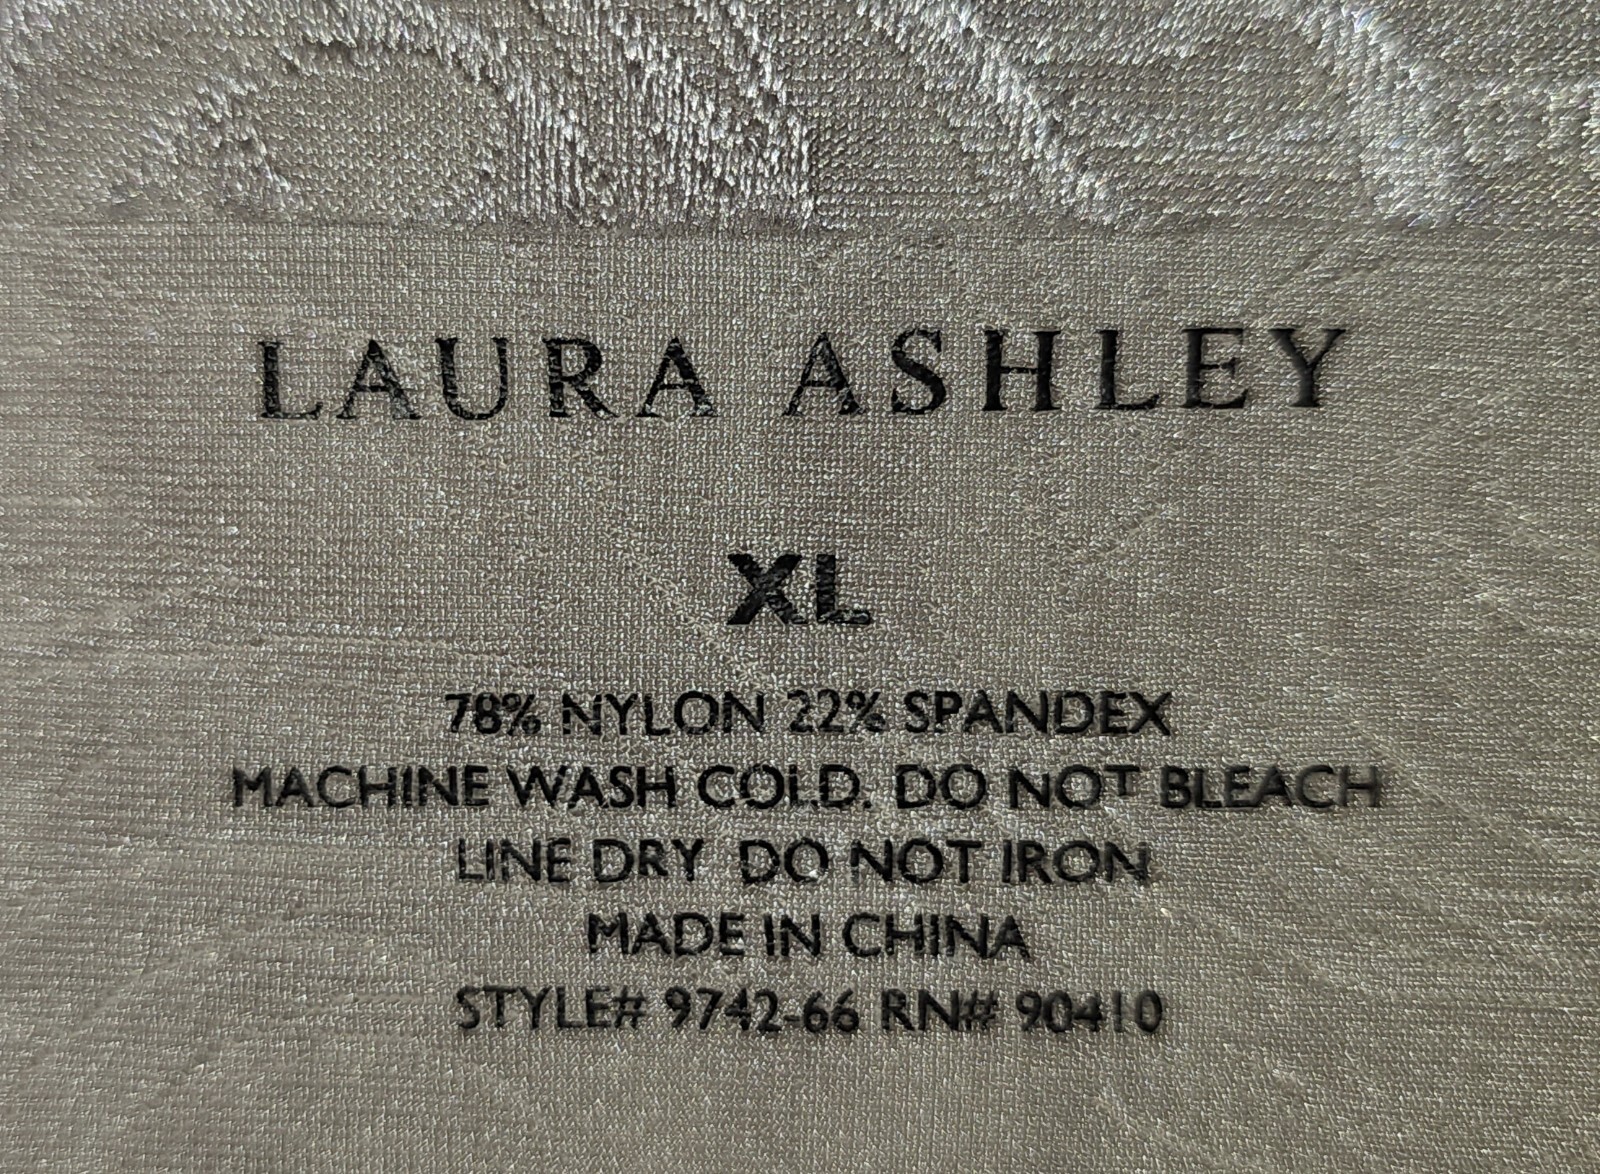 LAURA ASHLEY
XL
78% NYLON 22% SPANDEX
MACHINE WASH COLD. DO NOT BLEACH
LINE DRY DO NOT IRON
MADE IN CHINA
STYLE# 9742-66 RN# 90410